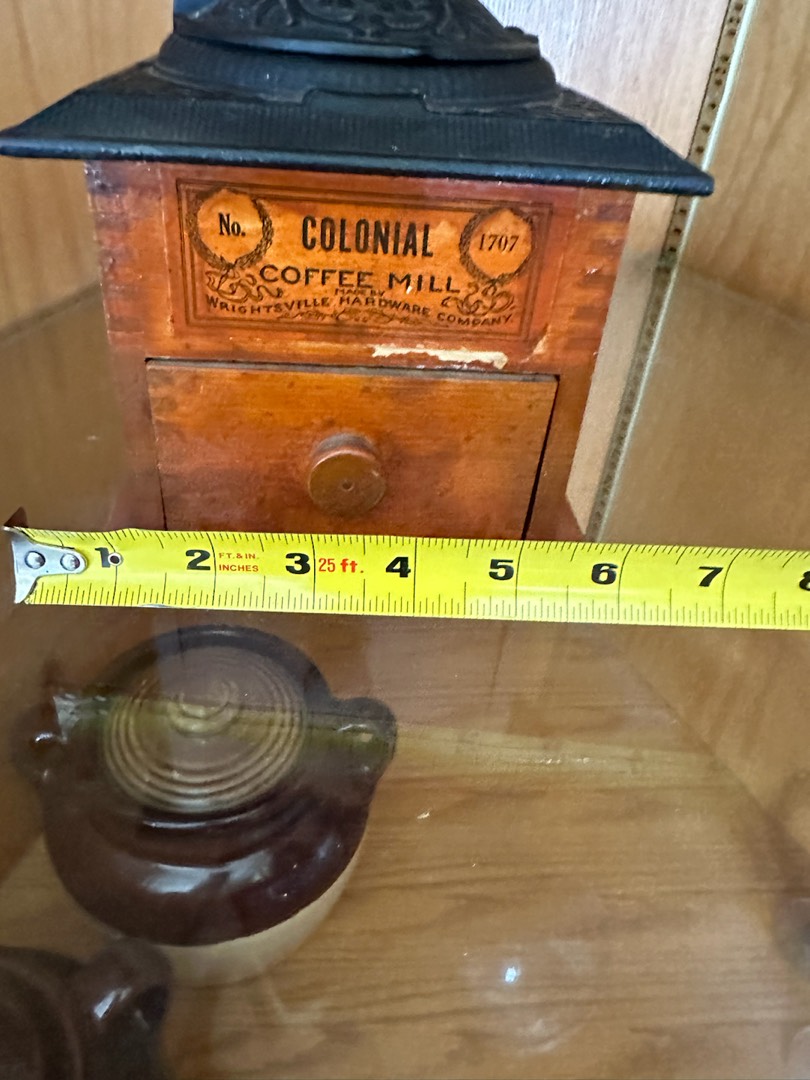 No. COLONIAL 1707
COFFEE MILL
MADE BY
WRIGHTSVILLE HARDWARE COMPANY.
1 2 FT. & IN. 3 25 ft. 4 5 6 7 8
INCHES